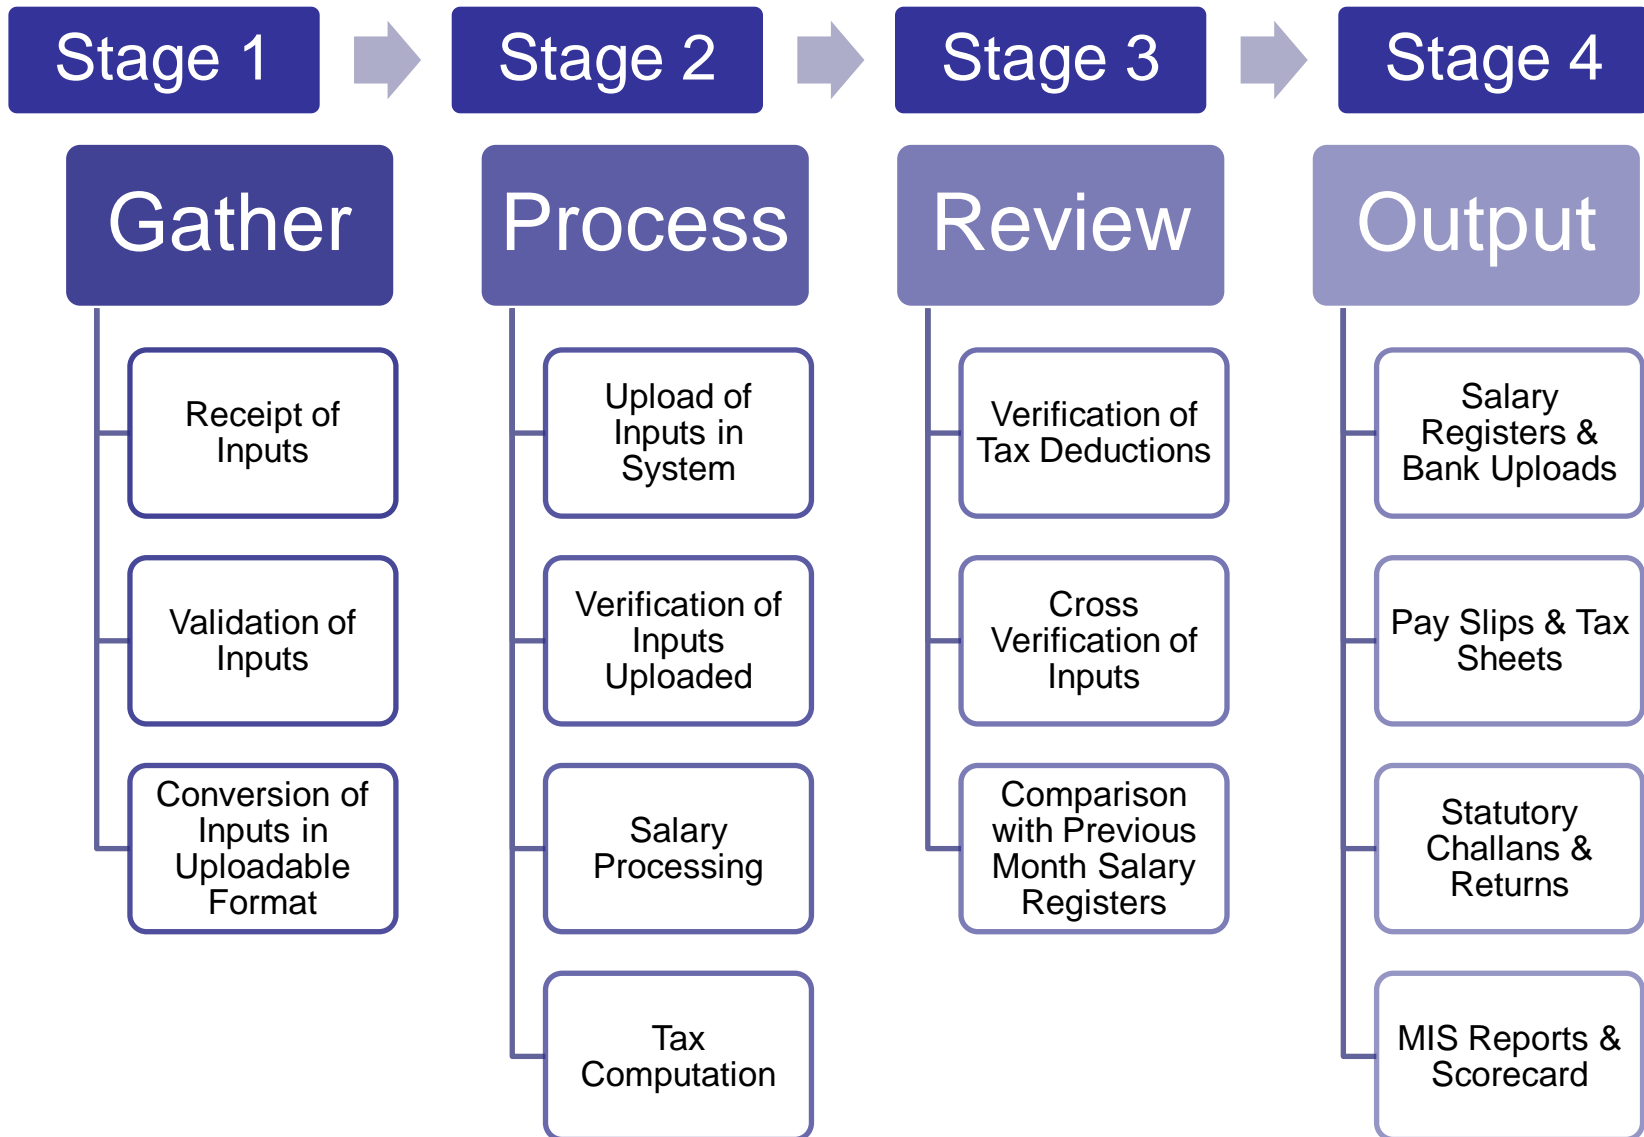 Stage 1
Stage 2
Stage 3
Stage 4
Gather
Receipt of
Inputs
Validation of
Inputs
Conversion of
Inputs in
Uploadable
Format
Process
Upload of
Inputs in
System
Verification of
Inputs
Uploaded
Salary
Processing
Tax
Computation
Review
Verification of
Tax Deductions
Cross
Verification of
Inputs
Comparison
with Previous
Month Salary
Registers
Output
Salary
Registers &
Bank Uploads
Pay Slips & Tax
Sheets
Statutory
Challans &
Returns
MIS Reports &
Scorecard